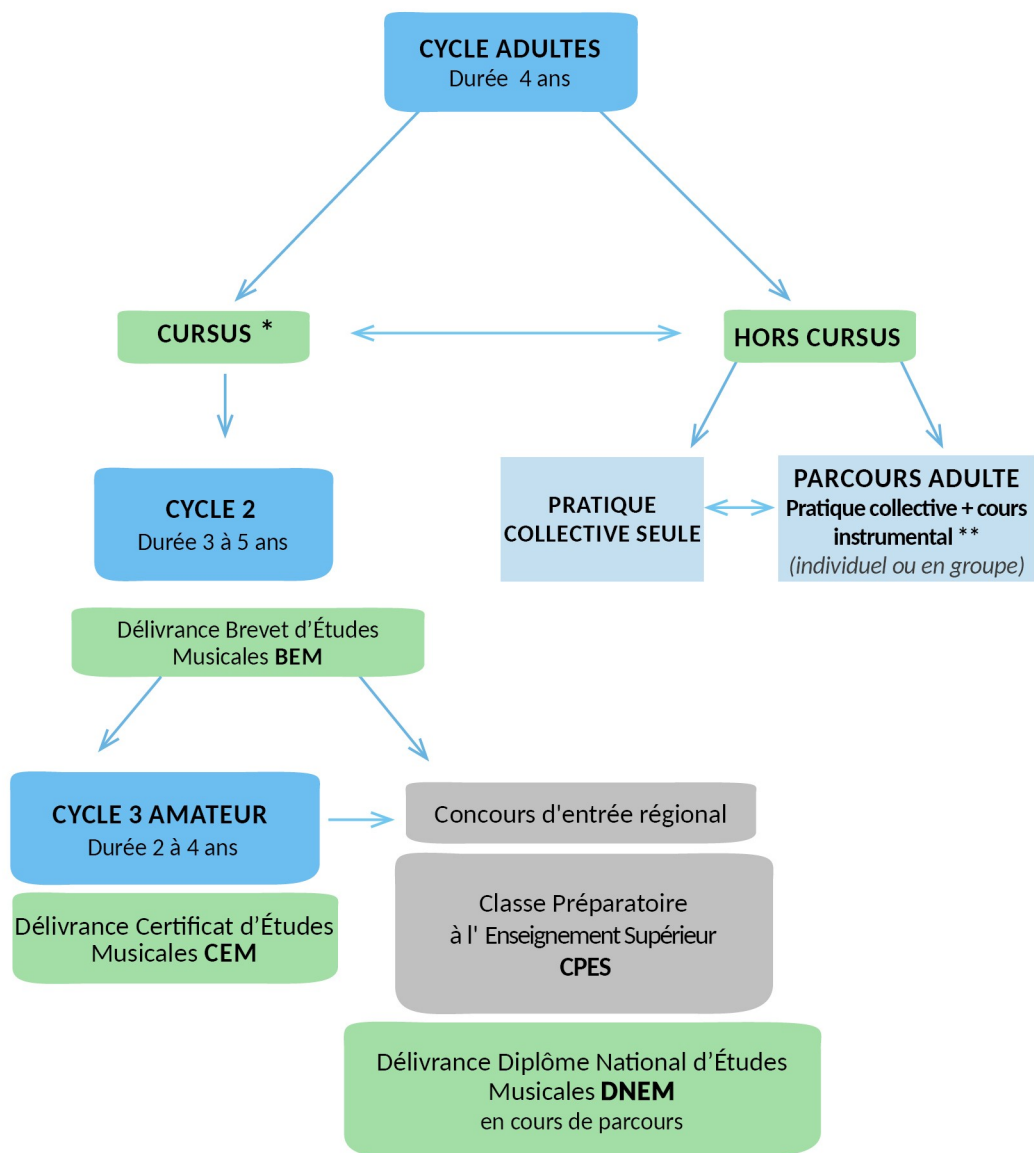 CYCLE ADULTES
Durée 4 ans
CURSUS *
HORS CURSUS
CYCLE 2
Durée 3 à 5 ans
PRATIQUE
COLLECTIVE SEULE
PARCOURS ADULTE
Pratique collective + cours
instrumental **
(individuel ou en groupe)
Délivrance Brevet d’Études
Musicales BEM
CYCLE 3 AMATEUR
Durée 2 à 4 ans
Concours d'entrée régional
Délivrance Certificat d’Études
Musicales CEM
Classe Préparatoire
à l' Enseignement Supérieur
CPES
Délivrance Diplôme National d’Études
Musicales DNEM
en cours de parcours